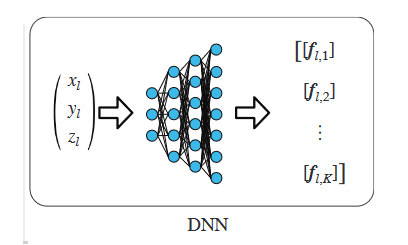 x_l
y_l
z_l
[[f_{l,1}]
[f_{l,2}]
⋮
[f_{l,K}]]
DNN